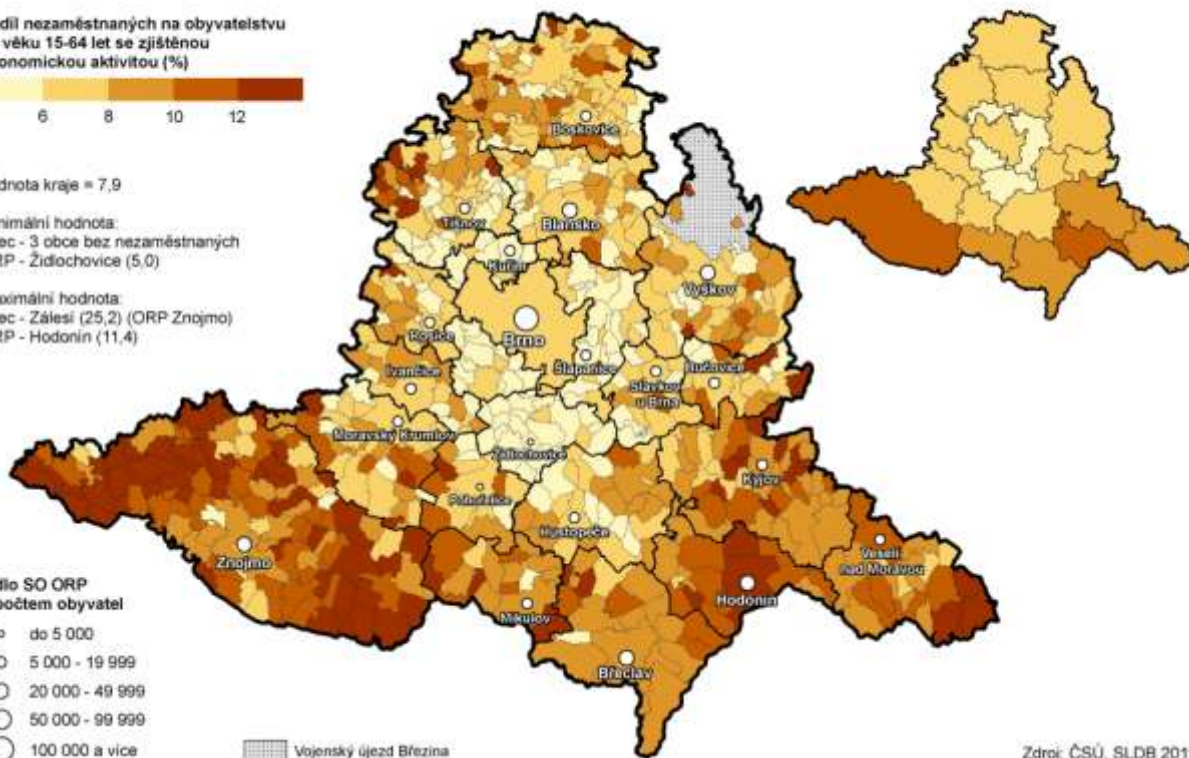 díl nezaměstnaných na obyvatelstvu
věku 15-64 let se zjištěnou
onomickou aktivitou (%)
6 8 10 12
dnota kraje = 7,9
nimální hodnota:
ec - 3 obce bez nezaměstnaných
RP - Židlochovice (5,0)
aximální hodnota:
ec - Zálesí (25,2) (ORP Znojmo)
RP - Hodonín (11,4)
Boskovice
Tišnov
Blansko
Kuřim
Vyškov
Brno
Rosice
Šlapanice
Bučovice
Ivančice
Slavkov
u Brna
Moravský Krumlov
Židlochovice
Kyjov
Pohořelice
Hustopeče
Znojmo
Veselí
nad Moravou
Hodonín
Mikulov
Břeclav
dlo SO ORP
počtem obyvatel
do 5 000
5 000 - 19 999
20 000 - 49 999
50 000 - 99 999
100 000 a více
Vojenský újezd Březina
Zdroj: ČSÚ, SLDB 201